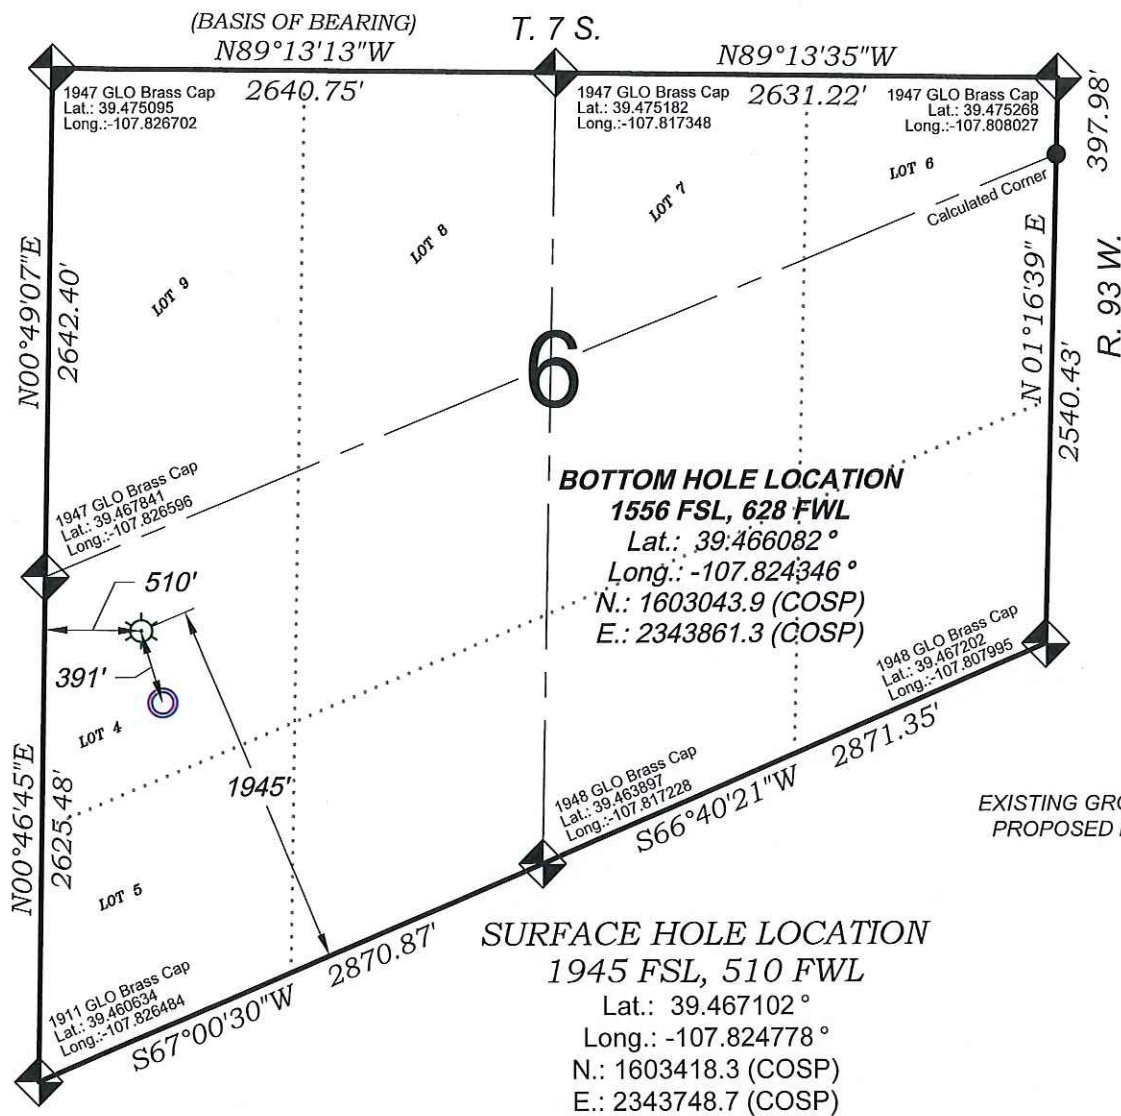 (BASIS OF BEARING)
N89°13'13"W
2640.75'
T. 7 S.
N89°13'35"W
2631.22'
1947 GLO Brass Cap
Lat.: 39.475095
Long.:-107.826702
1947 GLO Brass Cap
Lat.: 39.475182
Long.:-107.817348
1947 GLO Brass Cap
Lat.: 39.475268
Long.:-107.808027
397.98'
LOT 6
Calculated Corner
LOT 7
LOT 8
LOT 9
N00°49'07"E
2642.40'
N 01°16'39" E
2540.43'
R. 93 W.
6
1947 GLO Brass Cap
Lat.: 39.467841
Long.:-107.826596
BOTTOM HOLE LOCATION
1556 FSL, 628 FWL
Lat.: 39.466082°
Long.: -107.824346°
N.: 1603043.9 (COSP)
E.: 2343861.3 (COSP)
510'
391'
LOT 4
1945'
1948 GLO Brass Cap
Lat.: 39.467202
Long.:-107.807995
1948 GLO Brass Cap
Lat.: 39.463897
Long.:-107.817228
S66°40'21"W
2871.35'
EXISTING
PROPOSED
N00°46'45"E
2625.48'
LOT 5
1911 GLO Brass Cap
Lat.: 39.460634
Long.:-107.826484
S67°00'30"W
2870.87'
SURFACE HOLE LOCATION
1945 FSL, 510 FWL
Lat.: 39.467102°
Long.: -107.824778°
N.: 1603418.3 (COSP)
E.: 2343748.7 (COSP)